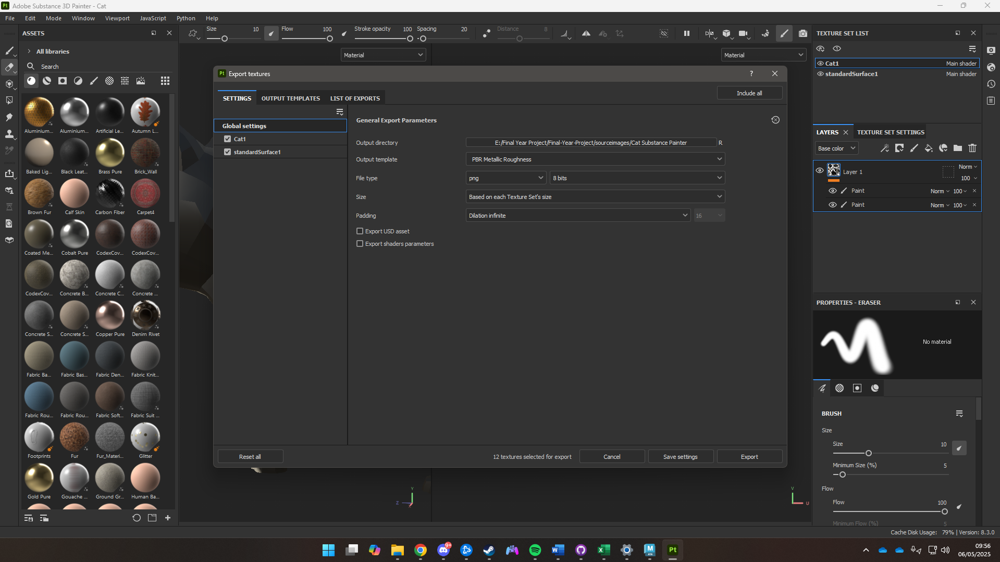 Adobe Substance 3D Painter - Cat
File Edit Mode Window Viewport JavaScript Python Help
ASSETS
All libraries
Search
Aluminium... Aluminium... Artificial Le... Autumn L...
Baked Lig... Black Leat... Brass Pure Brick_Wall
Brown Fur Calf Skin Carbon Fiber Carpet4
Coated Me... Cobalt Pure CodexCov... CodexCov...
CodexCov... Concrete B... Concrete C... Concrete ...
Concrete S... Concrete S... Copper Pure Denim Rivet
Fabric Ba... Fabric Bas... Fabric Den... Fabric Knit...
Fabric Rou... Fabric Rou... Fabric Soft... Fabric Suit ...
Footprints Fur Fur_Materi... Glitter
Gold Pure Gouache ... Ground Gr... Human Ba...
Size 10 Flow 100 Stroke opacity 100 Spacing 20 Distance 8
Material Material
Pt Export textures ?
Include all
SETTINGS OUTPUT TEMPLATES LIST OF EXPORTS
Global settings
Cat1
standardSurface1
General Export Parameters
Output directory E:/Final Year Project/Final-Year-Project/sourceimages/Cat Substance Painter R
Output template PBR Metallic Roughness
File type png 8 bits
Size Based on each Texture Set's size
Padding Dilation infinite 16
Export USD asset
Export shaders parameters
Reset all 12 textures selected for export Cancel Save settings Export
Y
Z
X
V
U
TEXTURE SET LIST
Cat1 Main shader
standardSurface1 Main shader
LAYERS TEXTURE SET SETTINGS
Base color
Layer 1 Norm
100
Paint Norm 100
Paint Norm 100
PROPERTIES - ERASER
No material
BRUSH
Size
Size 10
Minimum Size (%) 5
Flow
Flow 100
Minimum Flow (%) 5
Cache Disk Usage: 79% | Version: 8.3.0
9+
Pt
09:56
06/05/2025